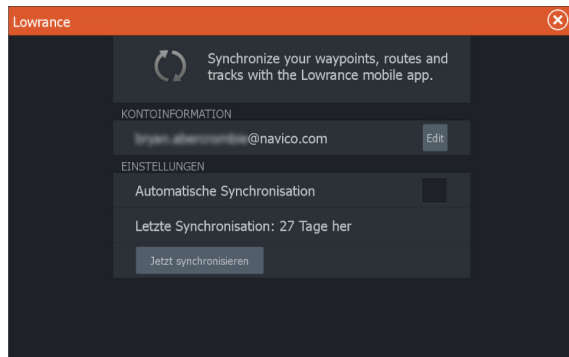 Lowrance
Synchronize your waypoints, routes and
tracks with the Lowrance mobile app.
KONTOINFORMATION
@navico.com
Edit
EINSTELLUNGEN
Automatische Synchronisation
Letzte Synchronisation: 27 Tage her
Jetzt synchronisieren